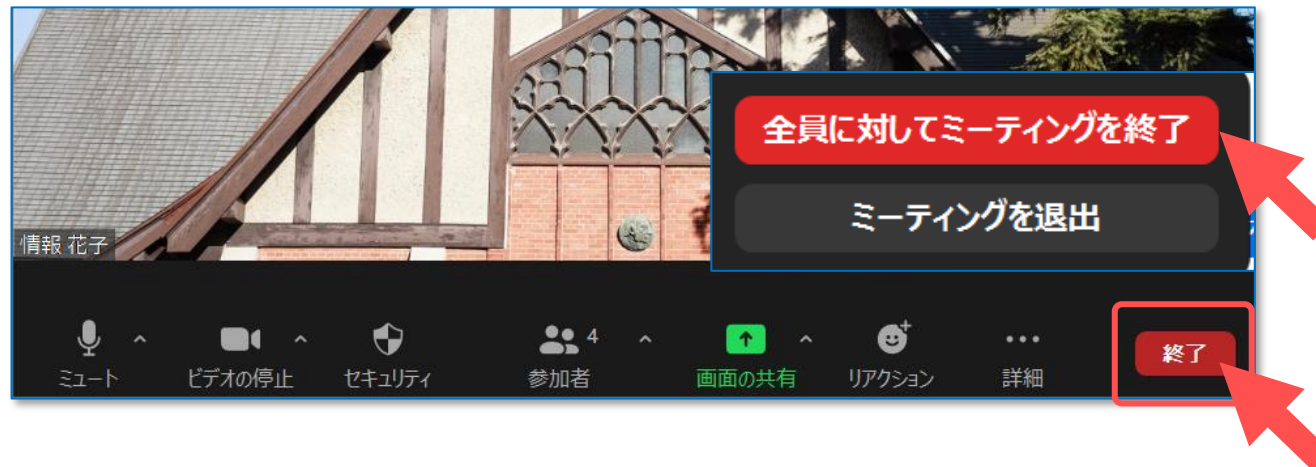 全員に対してミーティングを終了
ミーティングを退出
情報 花子
ミュート
ビデオの停止
セキュリティ
4
参加者
画面の共有
リアクション
詳細
終了